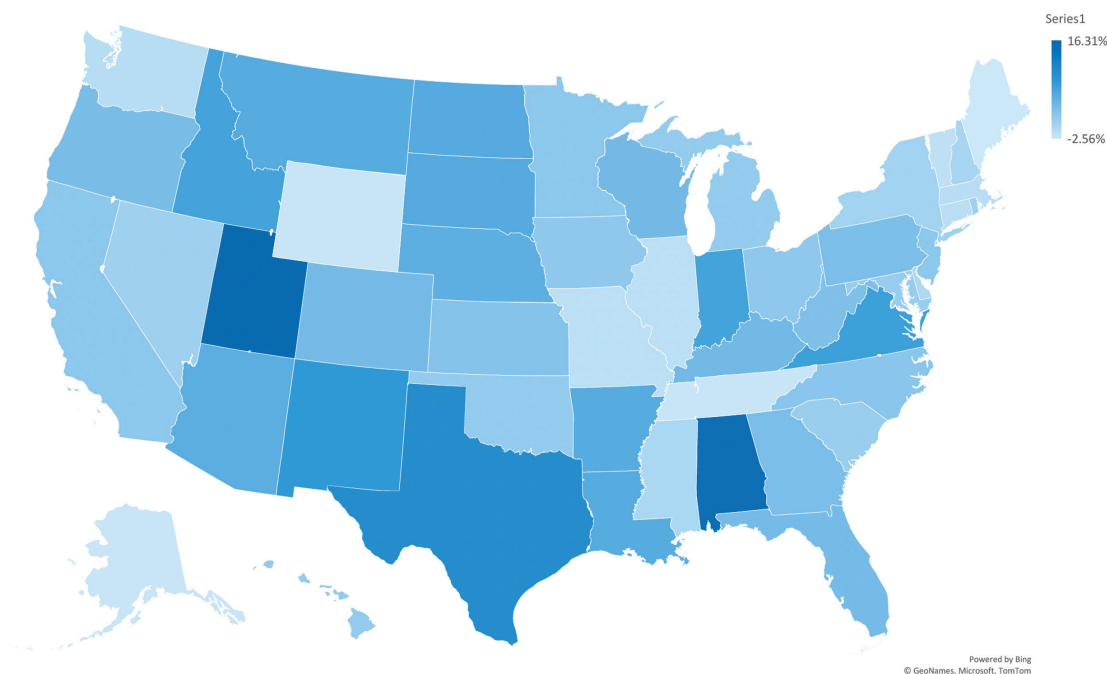 Series1
16.31%
-2.56%
Powered by Bing
© GeoNames, Microsoft, TomTom